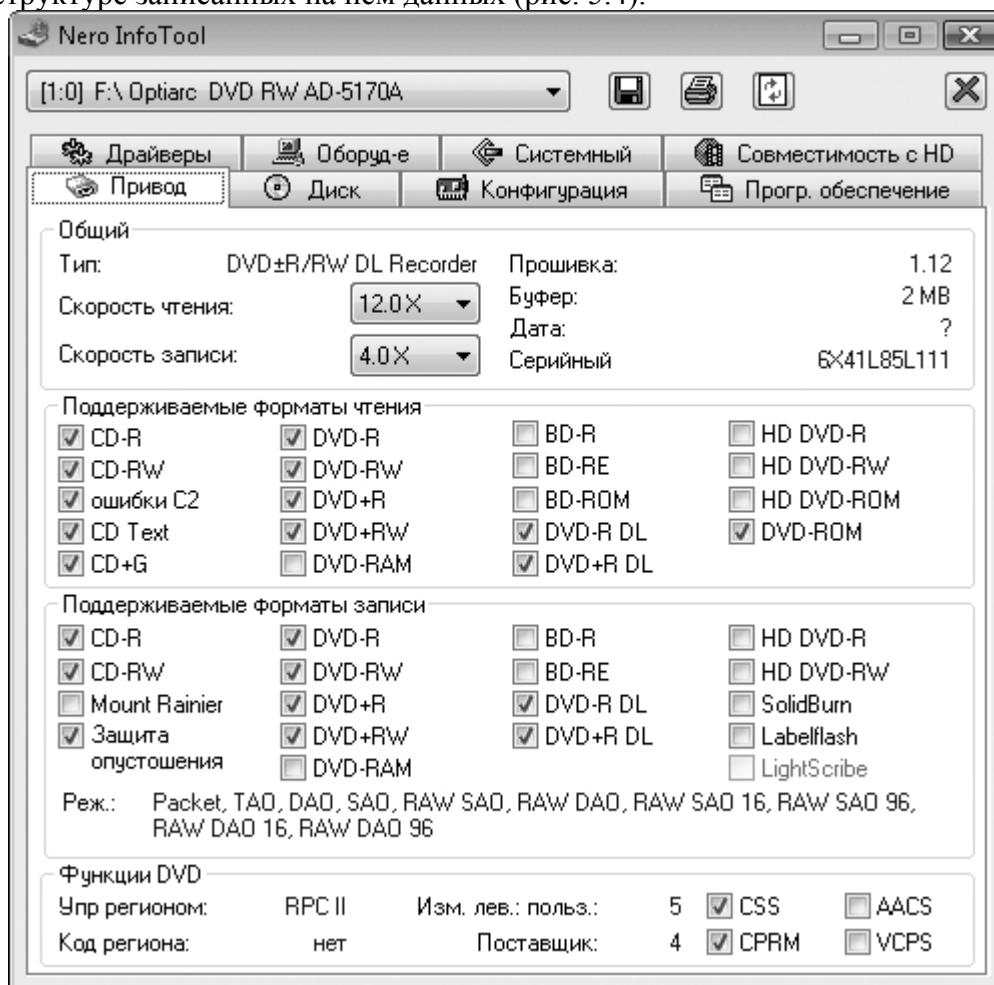 структуре записанных на нем данных (рис. 5.4).
Nero InfoTool
[1:0] F:\ Optiarc DVD RW AD-5170A
Драйверы Оборуд-е Системный Совместимость с HD
Привод Диск Конфигурация Прогр. обеспечение
Общий
Тип: DVD±R/RW DL Recorder Прошивка: 1.12
Скорость чтения: 12.0X Буфер: 2 MB
Дата: ?
Скорость записи: 4.0X Серийный 6X41L85L111
Поддерживаемые форматы чтения
CD-R DVD-R BD-R HD DVD-R
CD-RW DVD-RW BD-RE HD DVD-RW
ошибки C2 DVD+R BD-ROM HD DVD-ROM
CD Text DVD+RW DVD-R DL DVD-ROM
CD+G DVD-RAM DVD+R DL
Поддерживаемые форматы записи
CD-R DVD-R BD-R HD DVD-R
CD-RW DVD-RW BD-RE HD DVD-RW
Mount Rainier DVD+R DVD-R DL SolidBurn
Защита DVD+RW DVD+R DL Labelflash
опустошения DVD-RAM LightScribe
Реж.: Packet, TAO, DAO, SAO, RAW SAO, RAW DAO, RAW SAO 16, RAW SAO 96,
RAW DAO 16, RAW DAO 96
Функции DVD
Упр регионом: RPC II Изм. лев.: польз.: 5 CSS AACS
Код региона: нет Поставщик: 4 CPRM VCPS